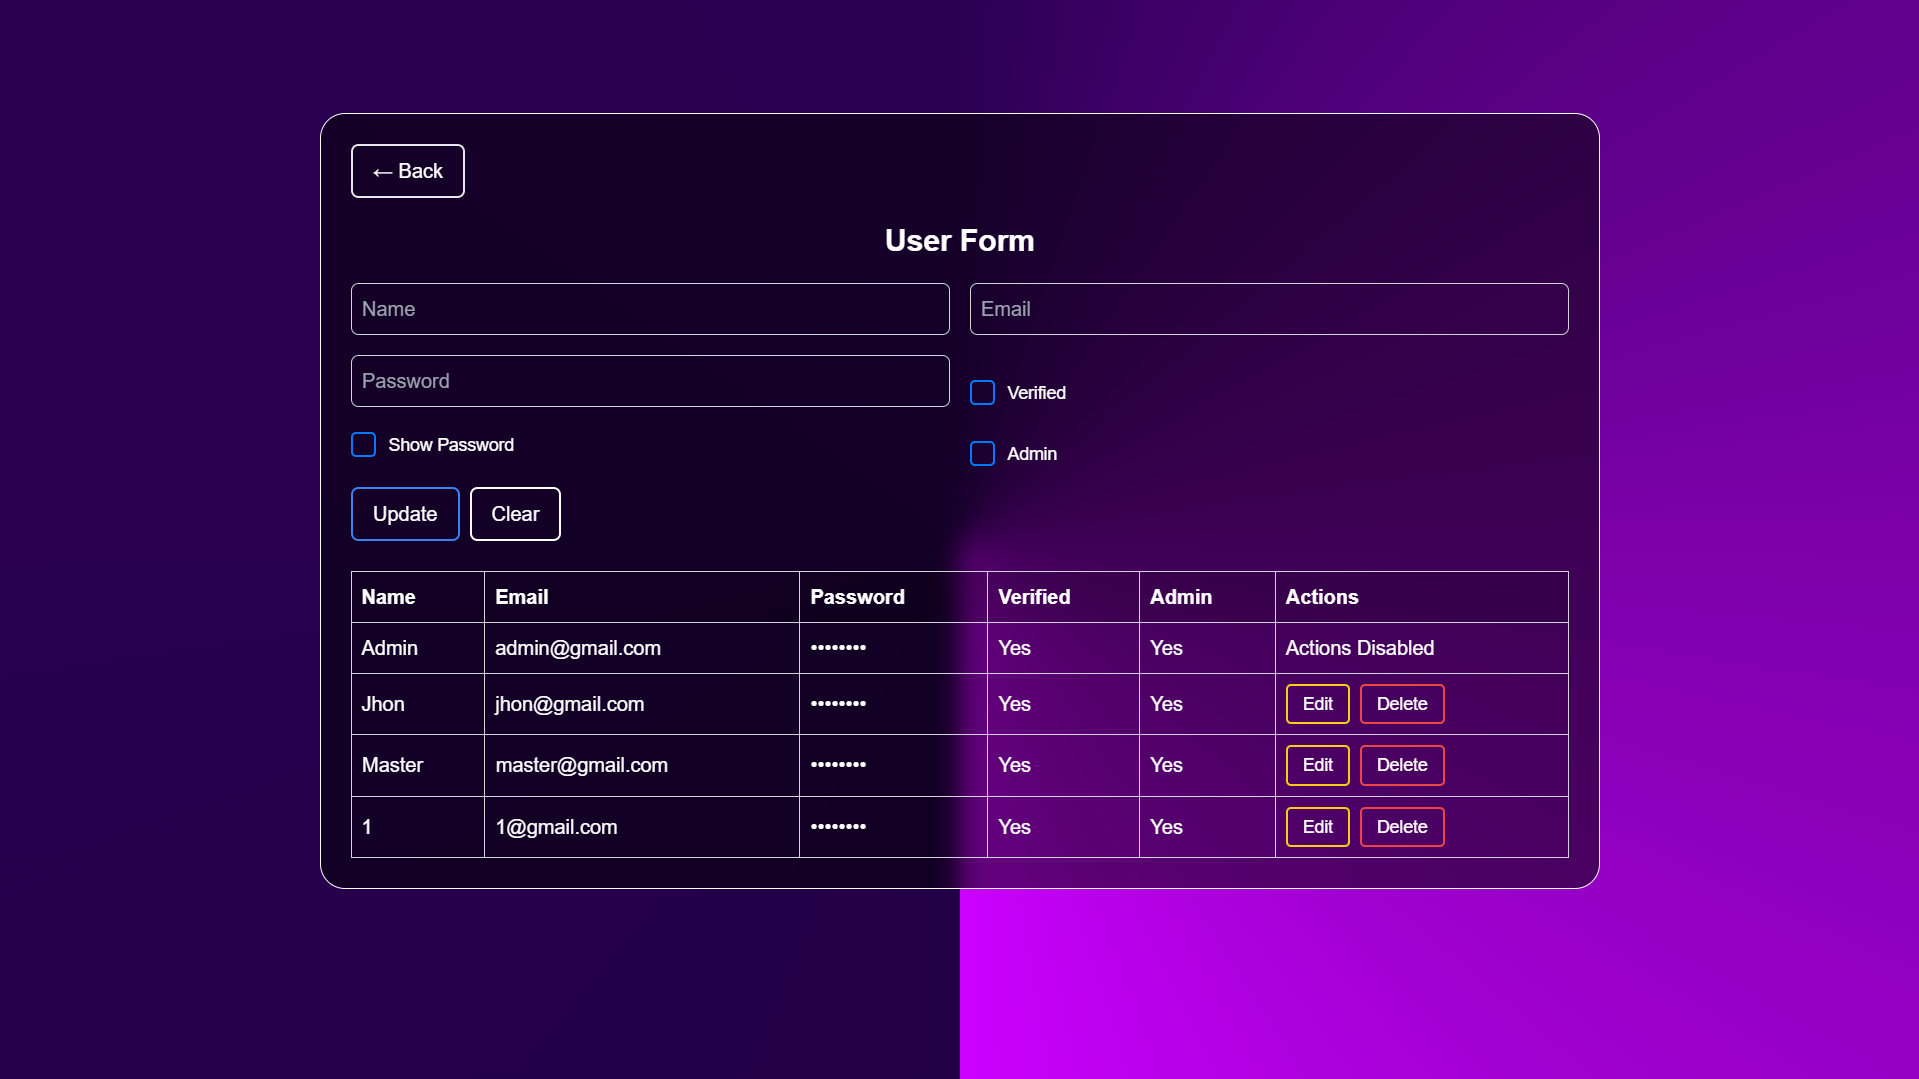 ← Back
User Form
Name Email
Password
Verified
Show Password
Admin
Update Clear
Name Email Password Verified Admin Actions
Admin admin@gmail.com •••••••• Yes Yes Actions Disabled
Jhon jhon@gmail.com •••••••• Yes Yes Edit Delete
Master master@gmail.com •••••••• Yes Yes Edit Delete
1 1@gmail.com •••••••• Yes Yes Edit Delete